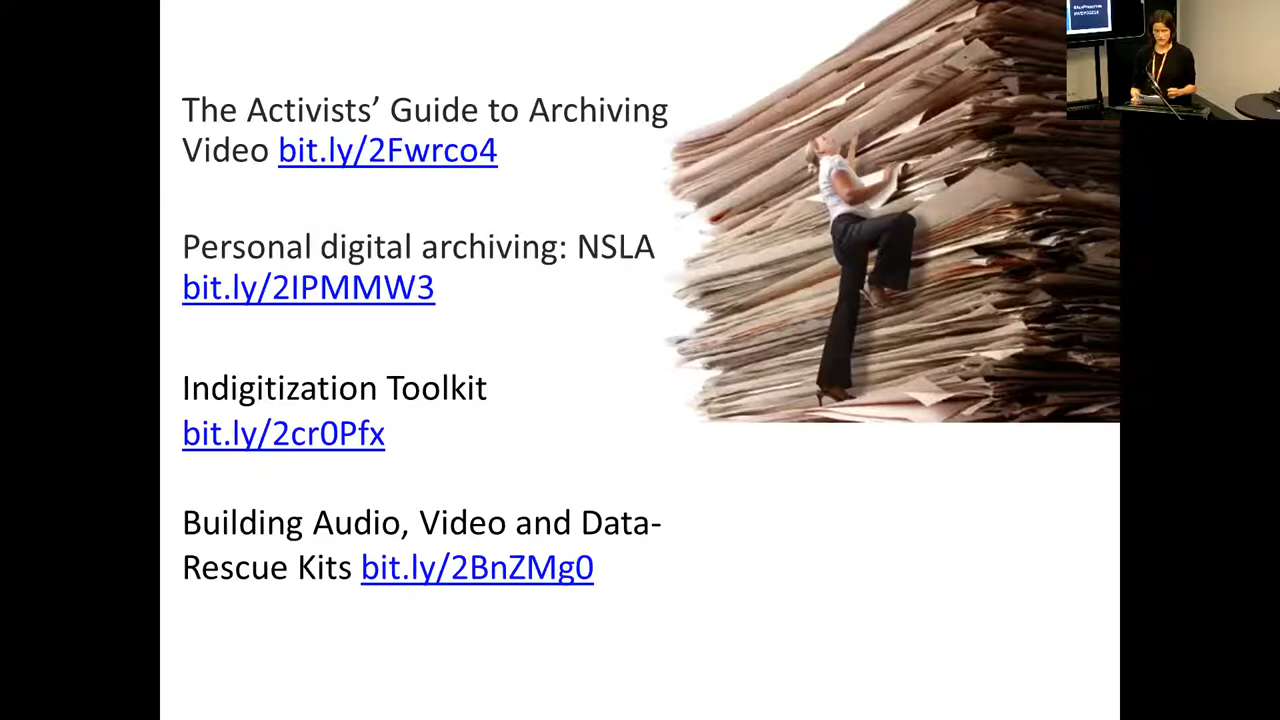 The Activists’ Guide to Archiving
Video bit.ly/2Fwrco4
Personal digital archiving: NSLA
bit.ly/2IPMMW3
Indigitization Toolkit
bit.ly/2cr0Pfx
Building Audio, Video and Data-
Rescue Kits bit.ly/2BnZMg0